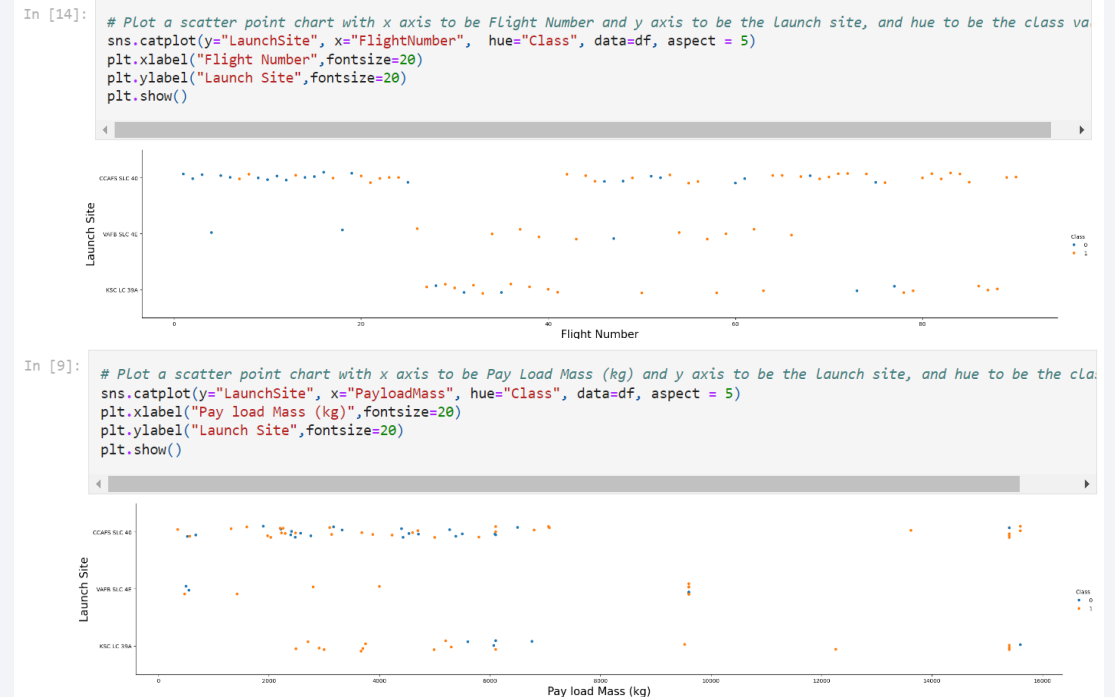 In [14]:
# Plot a scatter point chart with x axis to be Flight Number and y axis to be the launch site, and hue to be the class va
sns.catplot(y="LaunchSite", x="FlightNumber",  hue="Class", data=df, aspect = 5)
plt.xlabel("Flight Number",fontsize=20)
plt.ylabel("Launch Site",fontsize=20)
plt.show()
CCAFS SLC 40
VAFB SLC 4E
KSC LC 39A
Launch Site
Class
0
1
0 20 40 60 80
Flight Number
In [9]:
# Plot a scatter point chart with x axis to be Pay Load Mass (kg) and y axis to be the launch site, and hue to be the cla
sns.catplot(y="LaunchSite", x="PayloadMass", hue="Class", data=df, aspect = 5)
plt.xlabel("Pay load Mass (kg)",fontsize=20)
plt.ylabel("Launch Site",fontsize=20)
plt.show()
CCAFS SLC 40
VAFB SLC 4E
KSC LC 39A
Launch Site
Class
0
1
0 2000 4000 6000 8000 10000 12000 14000 16000
Pay load Mass (kg)